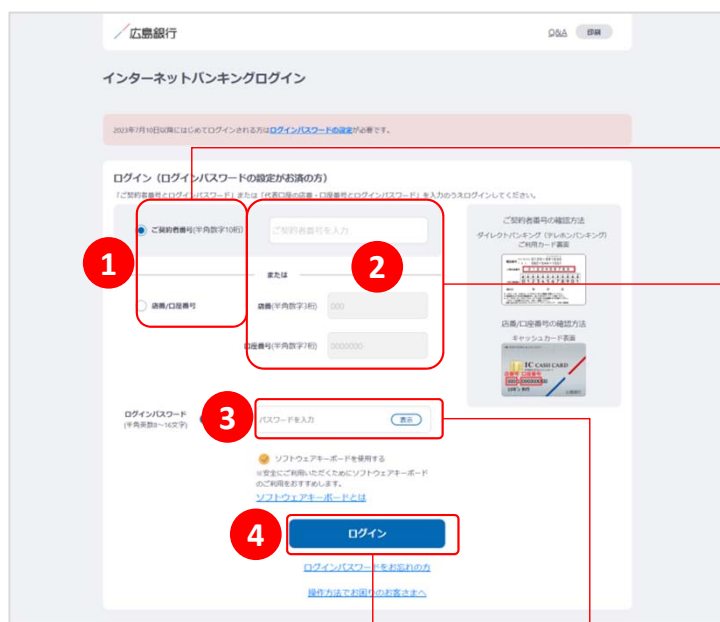 広島銀行
Q&A 印刷
インターネットバンキングログイン
2023年7月10日以降にはじめてログインされる方はログインパスワードの設定が必要です。
ログイン（ログインパスワードの設定がお済の方）
「ご契約者番号とログインパスワード」または「代表口座の店番・口座番号とログインパスワード」を入力のうえログインしてください。
ご契約者番号(半角数字10桁)
ご契約者番号を入力
1
2
または
店番/口座番号
店番(半角数字3桁)
000
口座番号(半角数字7桁)
0000000
ご契約者番号の確認方法
ダイレクトバンキング（テレホンバンキング）
ご利用カード裏面
店番/口座番号の確認方法
キャッシュカード表面
IC CASH CARD
店番号 口座番号
ログインパスワード
(半角英数8～16文字)
3
パスワードを入力
表示
ソフトウェアキーボードを使用する
※安全にご利用いただくためにソフトウェアキーボード
のご利用をおすすめします。
ソフトウェアキーボードとは
4
ログイン
ログインパスワードをお忘れの方
操作方法でお困りのお客さまへ